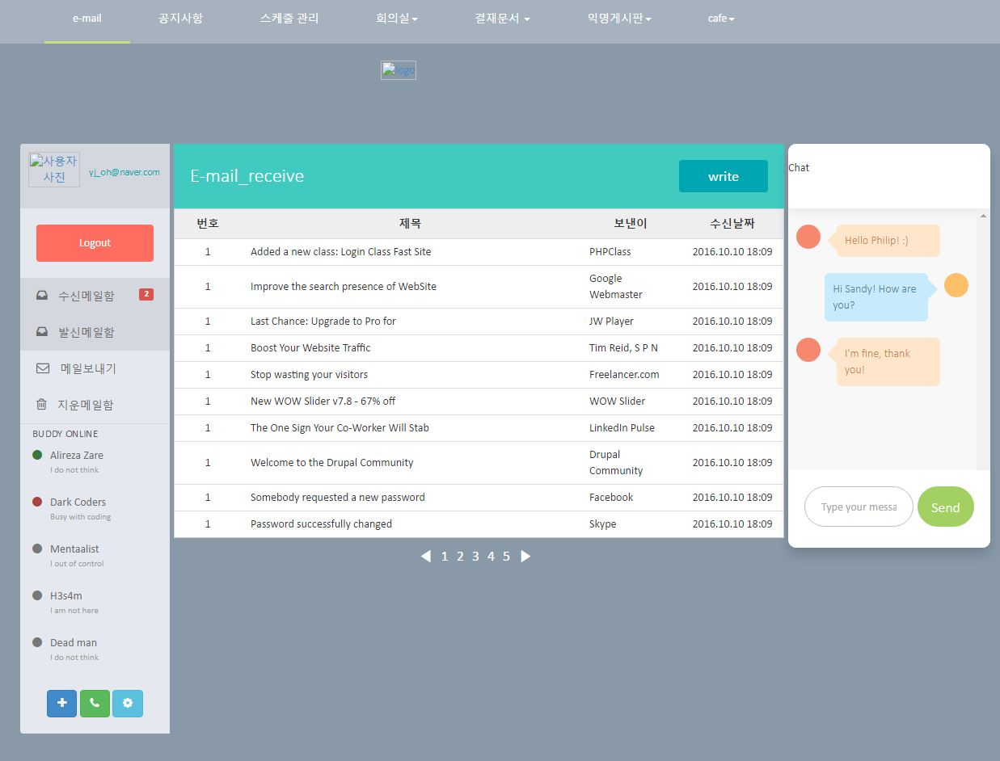 e-mail 공지사항 스케줄 관리 회의실 결재문서 익명게시판 cafe
logo
사용자
사진
yj_oh@naver.com
Logout
수신메일함 2
발신메일함
메일보내기
지운메일함
BUDDY ONLINE
Alireza Zare
I do not think
Dark Coders
Busy with coding
Mentaalist
I out of control
H3s4m
I am not here
Dead man
I do not think
E-mail_receive write
번호 제목 보낸이 수신날짜
1 Added a new class: Login Class Fast Site PHPClass 2016.10.10 18:09
1 Improve the search presence of WebSite Google Webmaster 2016.10.10 18:09
1 Last Chance: Upgrade to Pro for JW Player 2016.10.10 18:09
1 Boost Your Website Traffic Tim Reid, S P N 2016.10.10 18:09
1 Stop wasting your visitors Freelancer.com 2016.10.10 18:09
1 New WOW Slider v7.8 - 67% off WOW Slider 2016.10.10 18:09
1 The One Sign Your Co-Worker Will Stab LinkedIn Pulse 2016.10.10 18:09
1 Welcome to the Drupal Community Drupal Community 2016.10.10 18:09
1 Somebody requested a new password Facebook 2016.10.10 18:09
1 Password successfully changed Skype 2016.10.10 18:09
◀ 1 2 3 4 5 ▶
Chat
Hello Philip! :)
Hi Sandy! How are
you?
I'm fine, thank
you!
Type your messa
Send